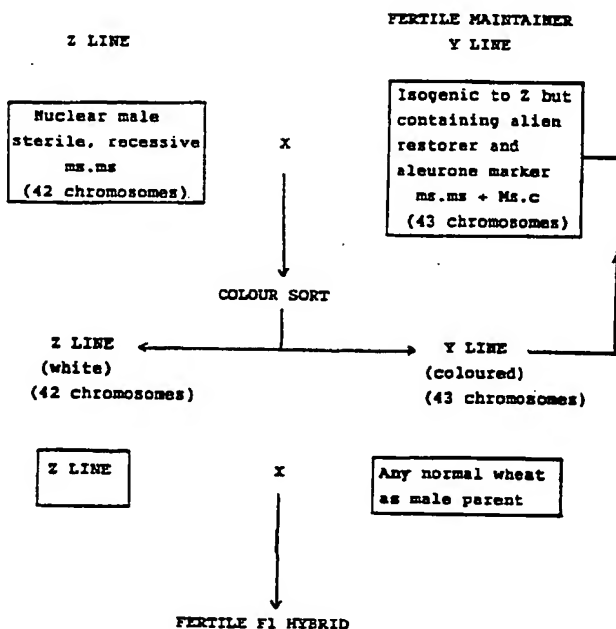 FERTILE MAINTAINER
Z LINE
Y LINE
Nuclear male
sterile, recessive
ms.ms
(42 chromosomes)
X
Isogenic to Z but
containing alien
restorer and
aleurone marker
ms.ms + Ms.c
(43 chromosomes)
COLOUR SORT
Z LINE
(white)
(42 chromosomes)
Y LINE
(coloured)
(43 chromosomes)
Z LINE
X
Any normal wheat
as male parent
FERTILE F1 HYBRID